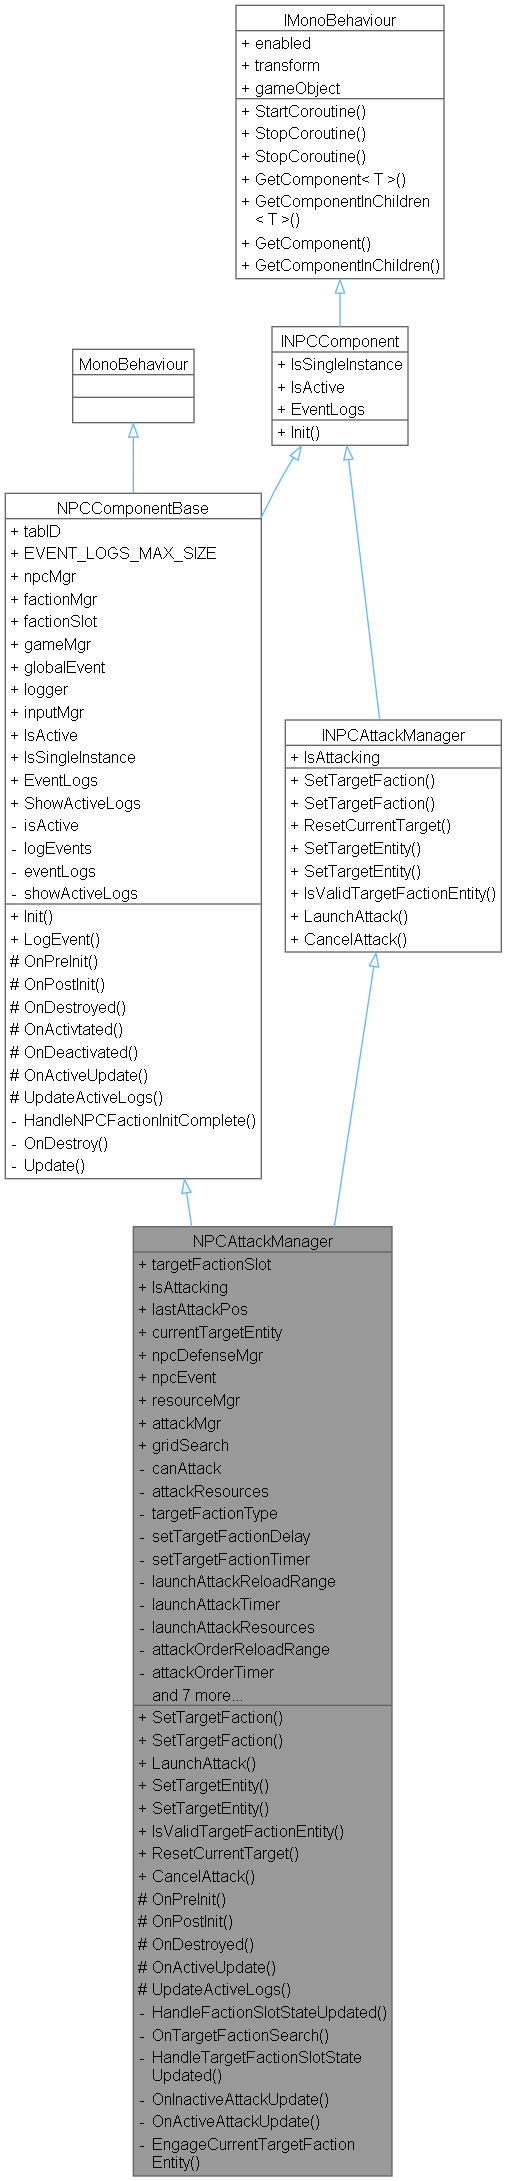 IMonoBehaviour
+ enabled
+ transform
+ gameObject
+ StartCoroutine()
+ StopCoroutine()
+ StopCoroutine()
+ GetComponent< T >()
+ GetComponentInChildren
< T >()
+ GetComponent()
+ GetComponentInChildren()
INPCComponent
+ IsSingleInstance
+ IsActive
+ EventLogs
+ Init()
MonoBehaviour
NPCComponentBase
+ tabID
+ EVENT_LOGS_MAX_SIZE
+ npcMgr
+ factionMgr
+ factionSlot
+ gameMgr
+ globalEvent
+ logger
+ inputMgr
+ IsActive
+ IsSingleInstance
+ EventLogs
+ ShowActiveLogs
- isActive
- logEvents
- eventLogs
- showActiveLogs
+ Init()
+ LogEvent()
# OnPreInit()
# OnPostInit()
# OnDestroyed()
# OnActivtated()
# OnDeactivated()
# OnActiveUpdate()
# UpdateActiveLogs()
- HandleNPCFactionInitComplete()
- OnDestroy()
- Update()
INPCAttackManager
+ IsAttacking
+ SetTargetFaction()
+ SetTargetFaction()
+ ResetCurrentTarget()
+ SetTargetEntity()
+ SetTargetEntity()
+ IsValidTargetFactionEntity()
+ LaunchAttack()
+ CancelAttack()
NPCAttackManager
+ targetFactionSlot
+ IsAttacking
+ lastAttackPos
+ currentTargetEntity
+ npcDefenseMgr
+ npcEvent
+ resourceMgr
+ attackMgr
+ gridSearch
- canAttack
- attackResources
- targetFactionType
- setTargetFactionDelay
- setTargetFactionTimer
- launchAttackReloadRange
- launchAttackTimer
- launchAttackResources
- attackOrderReloadRange
- attackOrderTimer
and 7 more...
+ SetTargetFaction()
+ SetTargetFaction()
+ LaunchAttack()
+ SetTargetEntity()
+ SetTargetEntity()
+ IsValidTargetFactionEntity()
+ ResetCurrentTarget()
+ CancelAttack()
# OnPreInit()
# OnPostInit()
# OnDestroyed()
# OnActiveUpdate()
# UpdateActiveLogs()
- HandleFactionSlotStateUpdated()
- OnTargetFactionSearch()
- HandleTargetFactionSlotState
Updated()
- OnInactiveAttackUpdate()
- OnActiveAttackUpdate()
- EngageCurrentTargetFaction
Entity()